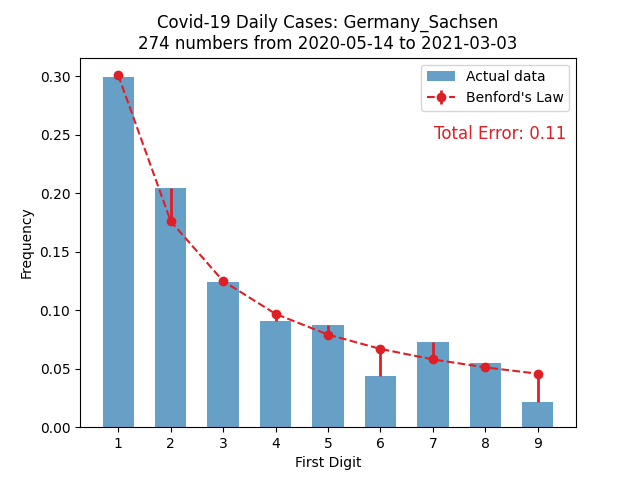 Covid-19 Daily Cases: Germany_Sachsen
274 numbers from 2020-05-14 to 2021-03-03
Actual data
Benford's Law
Total Error: 0.11
Frequency
0.30
0.25
0.20
0.15
0.10
0.05
0.00
1 2 3 4 5 6 7 8 9
First Digit